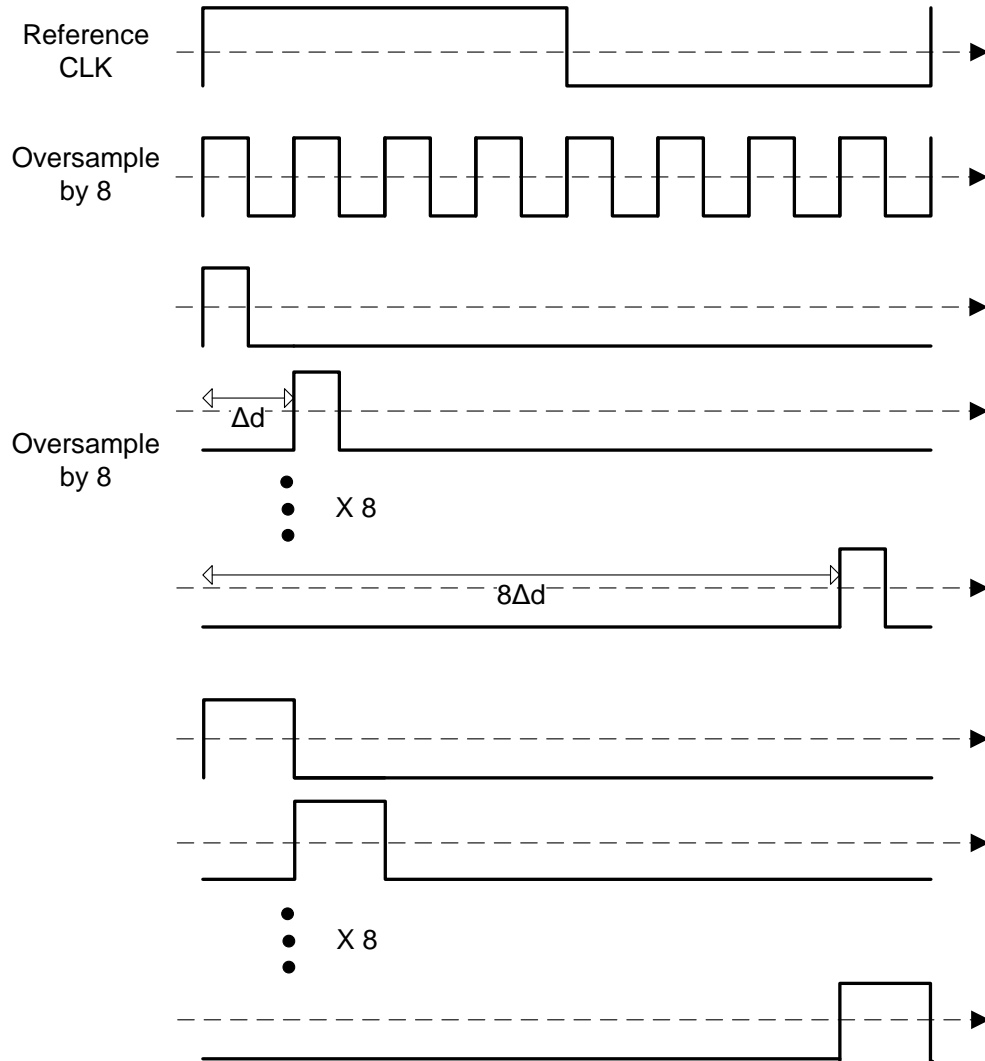 Reference
CLK
Oversample
by 8
Δd
Oversample
by 8
X 8
8Δd
X 8